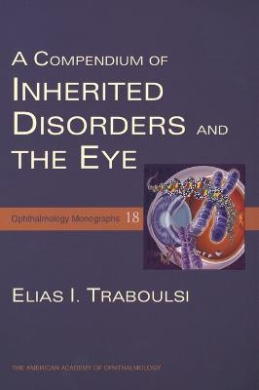 A COMPENDIUM OF
INHERITED
DISORDERS AND
THE EYE
Ophthalmology Monographs 18
ELIAS I. TRABOULSI
THE AMERICAN ACADEMY OF OPHTHALMOLOGY